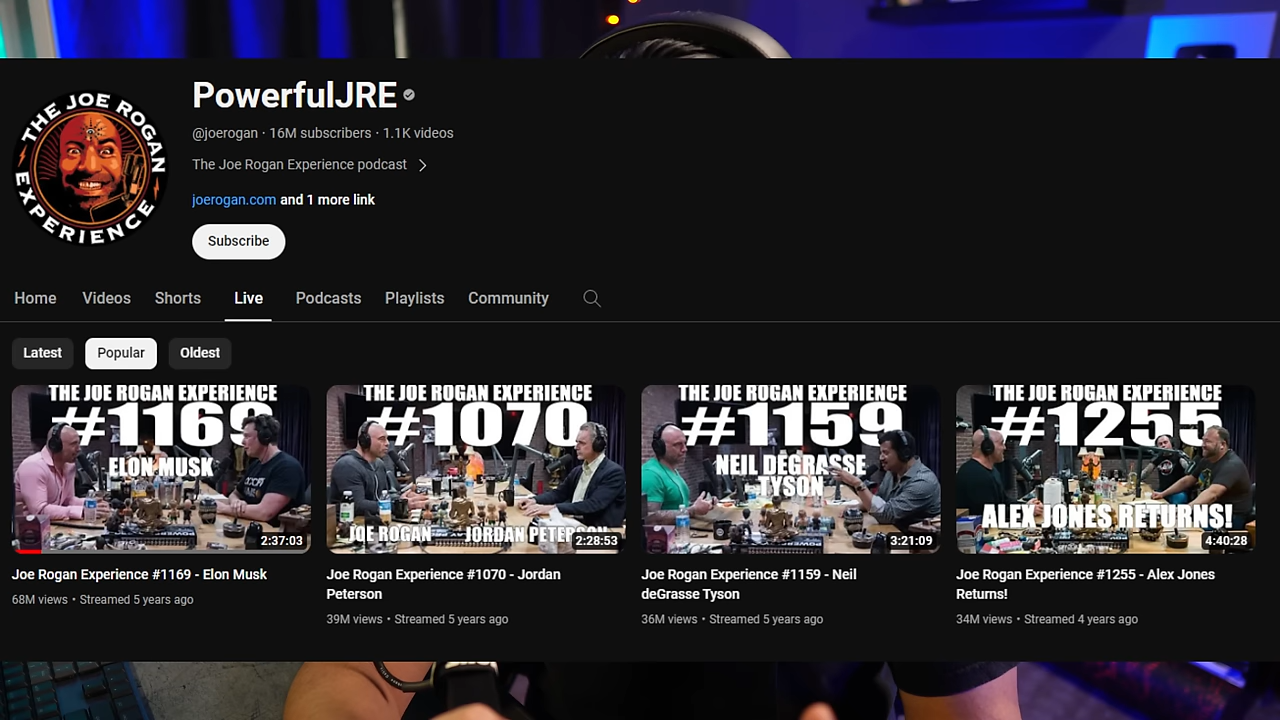 THE JOE ROGAN
EXPERIENCE
PowerfulJRE
@joerogan · 16M subscribers · 1.1K videos
The Joe Rogan Experience podcast
joerogan.com and 1 more link
Subscribe
Home Videos Shorts Live Podcasts Playlists Community
Latest Popular Oldest
THE JOE ROGAN EXPERIENCE
#1169
ELON MUSK
2:37:03
THE JOE ROGAN EXPERIENCE
#1070
JOE ROGAN JORDAN PETERSON
2:28:53
THE JOE ROGAN EXPERIENCE
#1159
NEIL DEGRASSE
TYSON
3:21:09
THE JOE ROGAN EXPERIENCE
#1255
ALEX JONES RETURNS!
4:40:28
Joe Rogan Experience #1169 - Elon Musk
68M views • Streamed 5 years ago
Joe Rogan Experience #1070 - Jordan
Peterson
39M views • Streamed 5 years ago
Joe Rogan Experience #1159 - Neil
deGrasse Tyson
36M views • Streamed 5 years ago
Joe Rogan Experience #1255 - Alex Jones
Returns!
34M views • Streamed 4 years ago